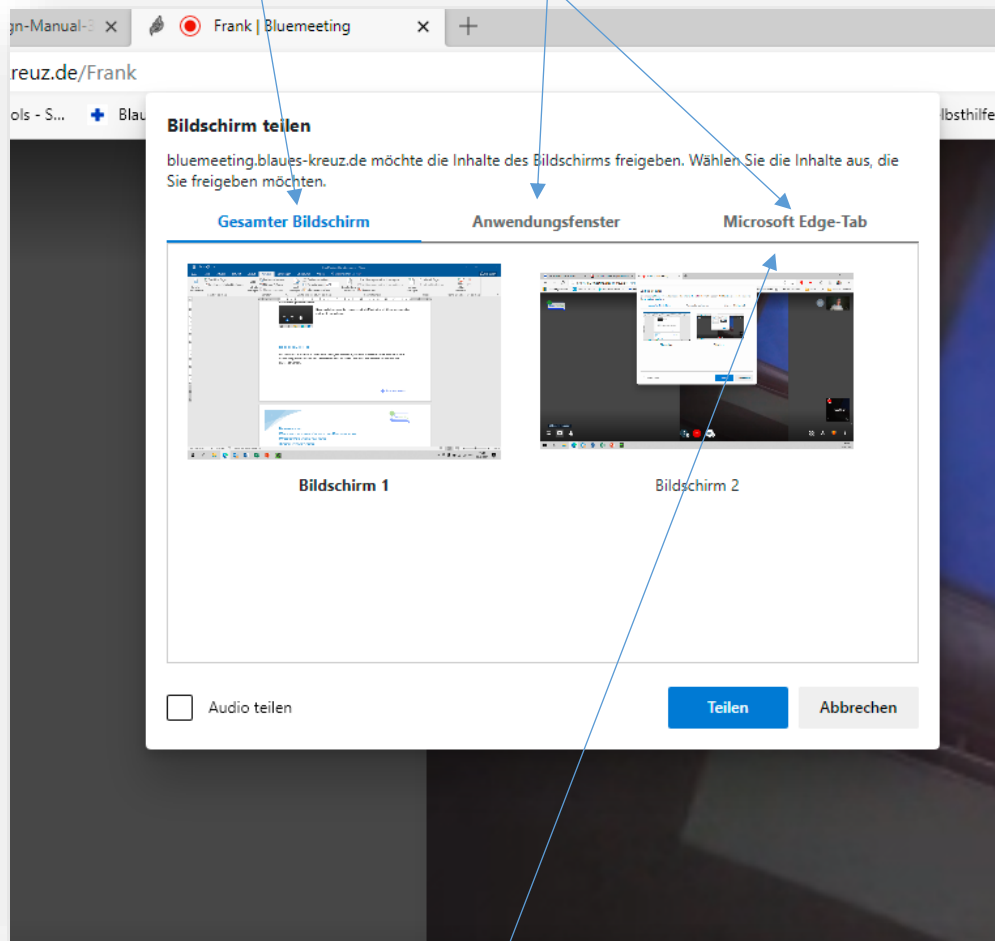 gn-Manual-3
Frank | Bluemeeting
reuz.de/Frank
ols - S...
Blau
lbsthilfe
Bildschirm teilen
bluemeeting.blaues-kreuz.de möchte die Inhalte des Bildschirms freigeben. Wählen Sie die Inhalte aus, die
Sie freigeben möchten.
Gesamter Bildschirm
Anwendungsfenster
Microsoft Edge-Tab
Bildschirm 1
Bildschirm 2
Audio teilen
Teilen
Abbrechen